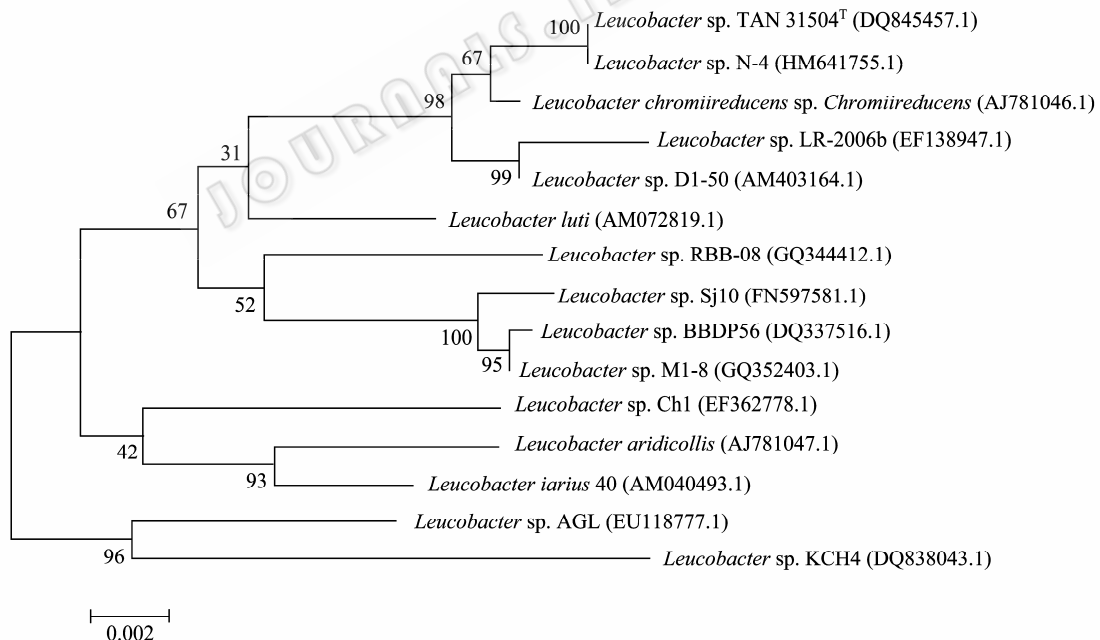 JOURNALS.
100
Leucobacter sp. TAN 31504ᵀ (DQ845457.1)
67
Leucobacter sp. N-4 (HM641755.1)
98
Leucobacter chromiireducens sp. Chromiireducens (AJ781046.1)
Leucobacter sp. LR-2006b (EF138947.1)
31
99
Leucobacter sp. D1-50 (AM403164.1)
67
Leucobacter luti (AM072819.1)
Leucobacter sp. RBB-08 (GQ344412.1)
52
Leucobacter sp. Sj10 (FN597581.1)
100
Leucobacter sp. BBDP56 (DQ337516.1)
95
Leucobacter sp. M1-8 (GQ352403.1)
Leucobacter sp. Ch1 (EF362778.1)
42
Leucobacter aridicollis (AJ781047.1)
93
Leucobacter iarius 40 (AM040493.1)
Leucobacter sp. AGL (EU118777.1)
96
Leucobacter sp. KCH4 (DQ838043.1)
0.002